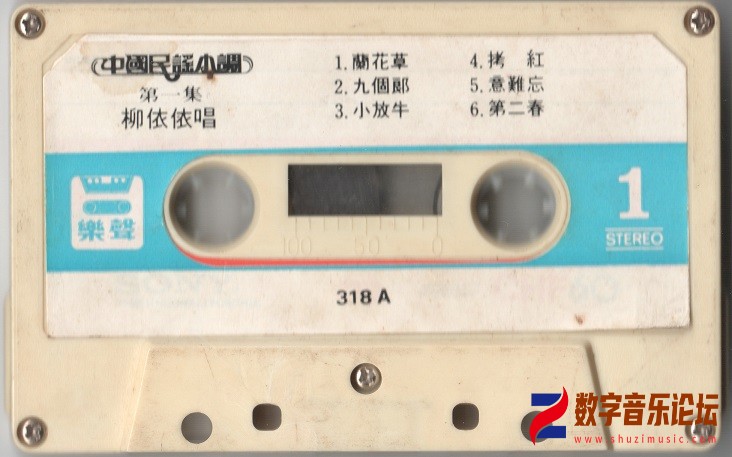 中國民謠小調
第一集
柳依依唱
1. 蘭花草
2. 九個郞
3. 小放牛
4. 拷 紅
5. 意難忘
6. 第二春
樂聲
1
STEREO
100 50 0
318 A
数字音乐论坛
www.shuzimusic.com